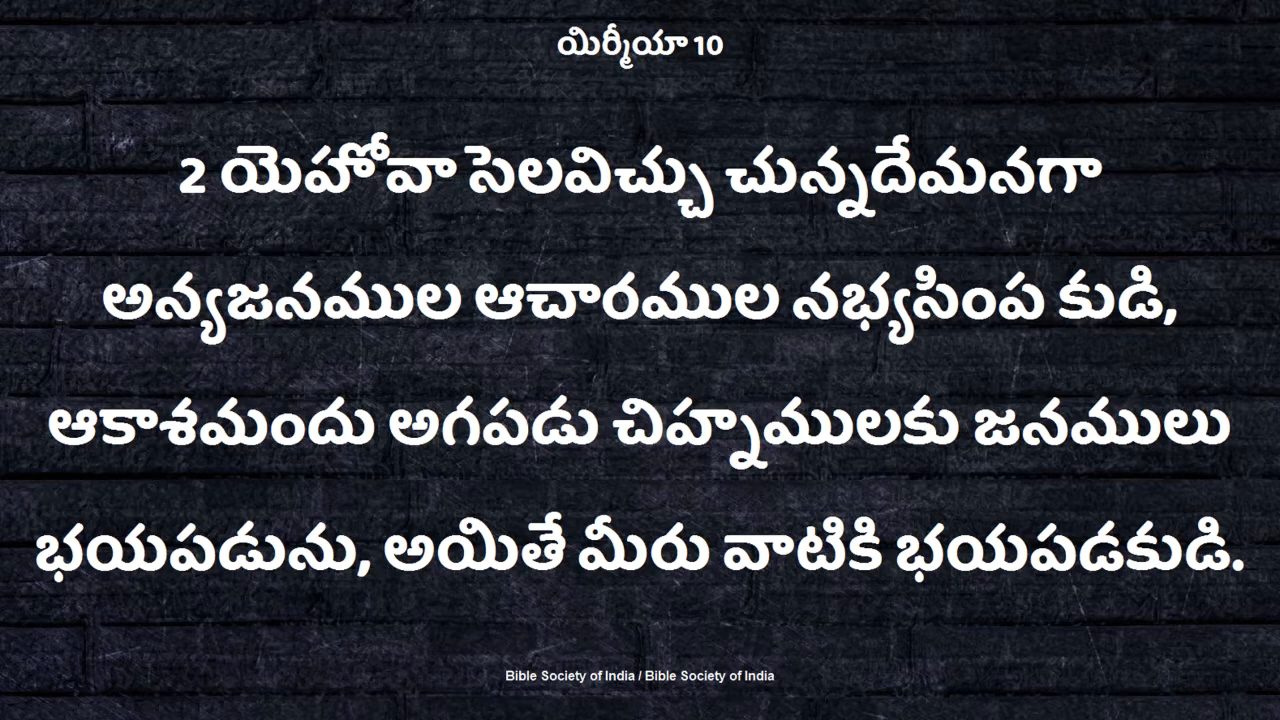 యిర్మీయా 10
2 యెహోవా సెలవిచ్చు చున్నదేమనగా
అన్యజనముల ఆచారముల నభ్యసింప కుడి,
ఆకాశమందు అగపడు చిహ్నములకు జనములు
భయపడును, అయితే మీరు వాటికి భయపడకుడి.
Bible Society of India / Bible Society of India